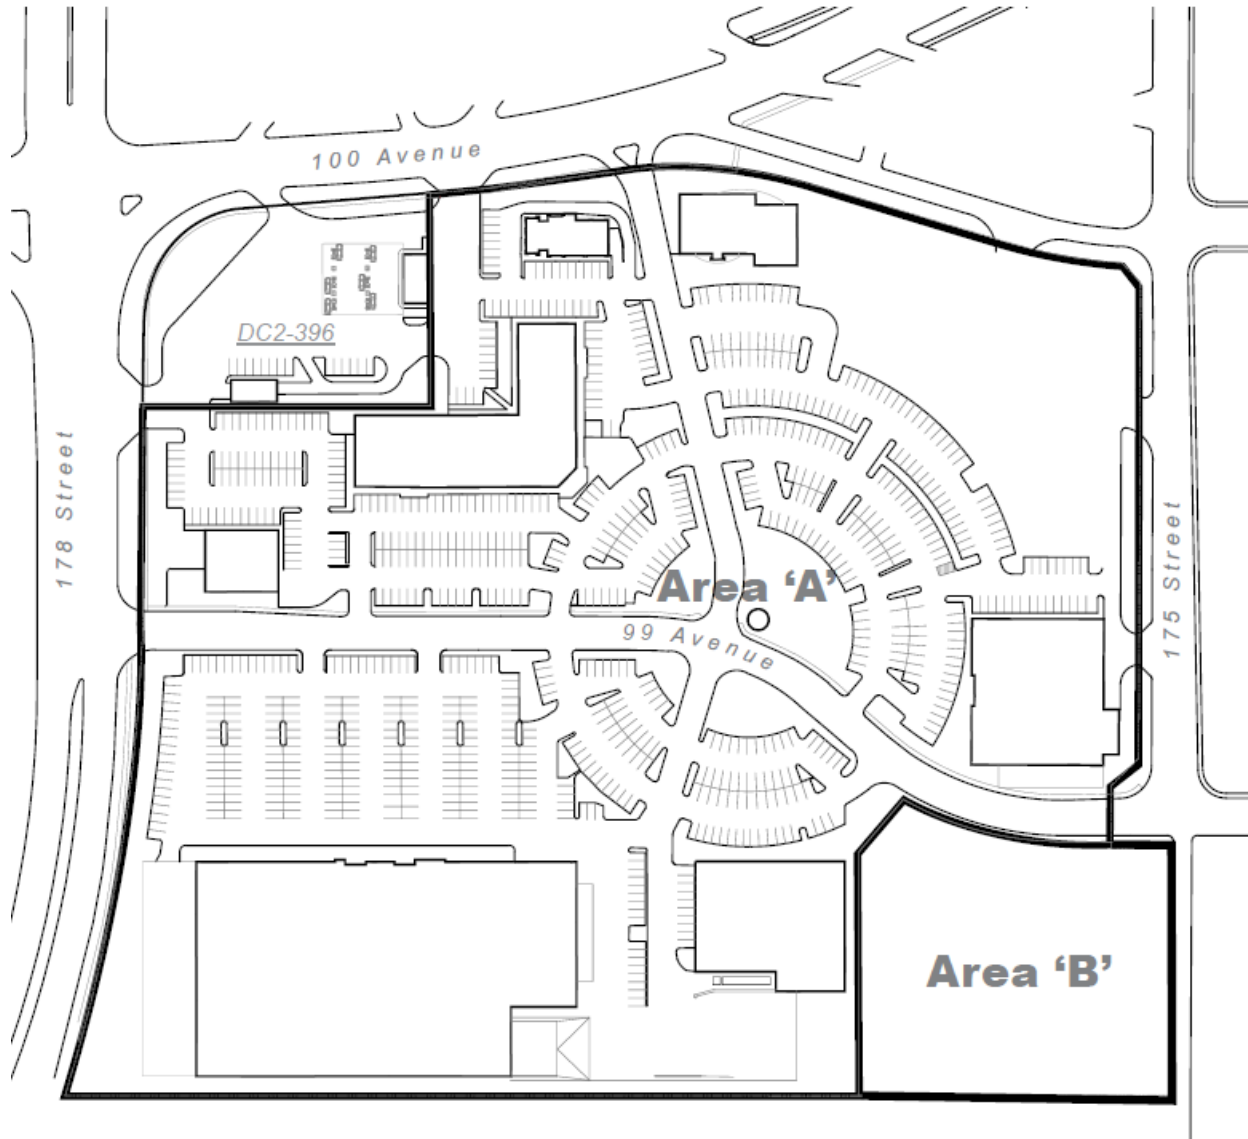 100 Avenue
DC2-396
178 Street
175 Street
Area ‘A’
99 Avenue
Area ‘B’